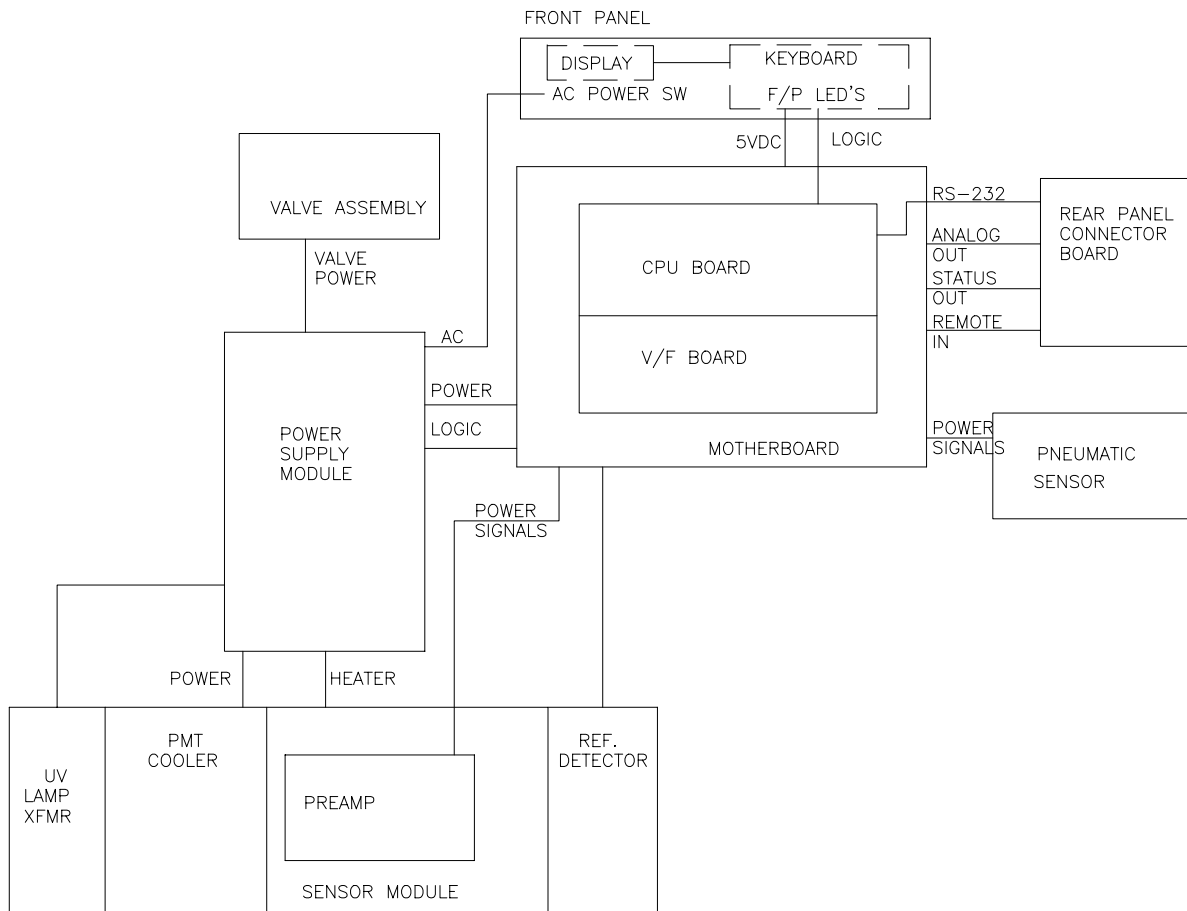 FRONT PANEL
DISPLAY
KEYBOARD
AC POWER SW
F/P LED'S
5VDC
LOGIC
VALVE ASSEMBLY
VALVE
POWER
RS-232
ANALOG
OUT
STATUS
OUT
REMOTE
IN
REAR PANEL
CONNECTOR
BOARD
CPU BOARD
V/F BOARD
MOTHERBOARD
AC
POWER
LOGIC
POWER
SUPPLY
MODULE
POWER
SIGNALS
PNEUMATIC
SENSOR
POWER
SIGNALS
POWER
HEATER
UV
LAMP
XFMR
PMT
COOLER
PREAMP
SENSOR MODULE
REF.
DETECTOR